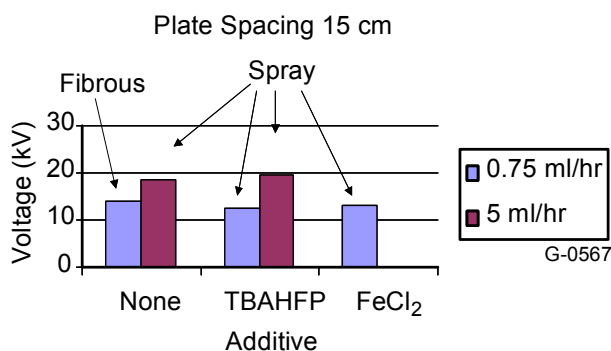 Plate Spacing 15 cm
Spray
Fibrous
Voltage (kV)
30
20
10
0
None
TBAHFP
FeCl₂
Additive
0.75 ml/hr
5 ml/hr
G-0567